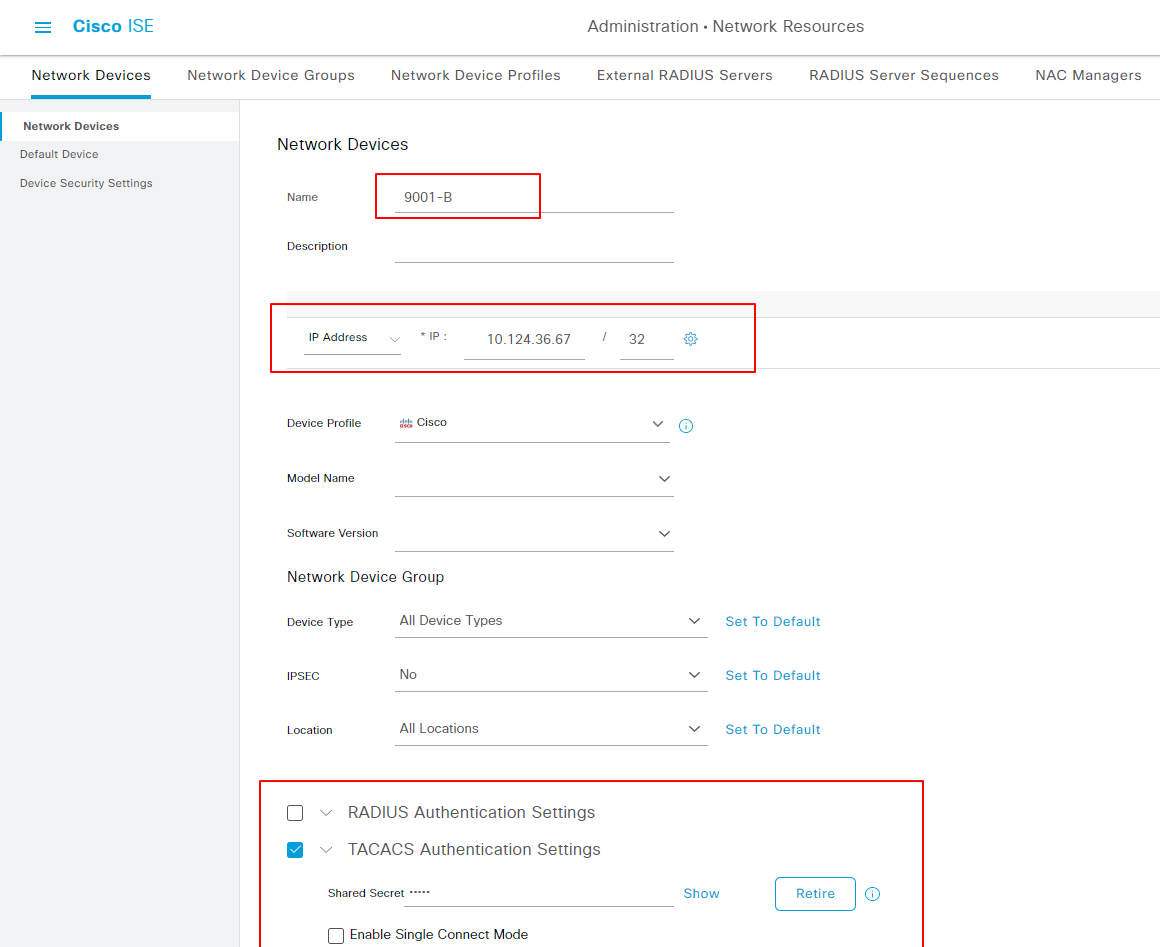 Cisco ISE
Administration • Network Resources
Network Devices Network Device Groups Network Device Profiles External RADIUS Servers RADIUS Server Sequences NAC Managers
Network Devices
Default Device
Device Security Settings
Network Devices
Name 9001-B
Description
IP Address * IP : 10.124.36.67 / 32
Device Profile Cisco
Model Name
Software Version
Network Device Group
Device Type All Device Types Set To Default
IPSEC No Set To Default
Location All Locations Set To Default
RADIUS Authentication Settings
TACACS Authentication Settings
Shared Secret ····· Show Retire
Enable Single Connect Mode